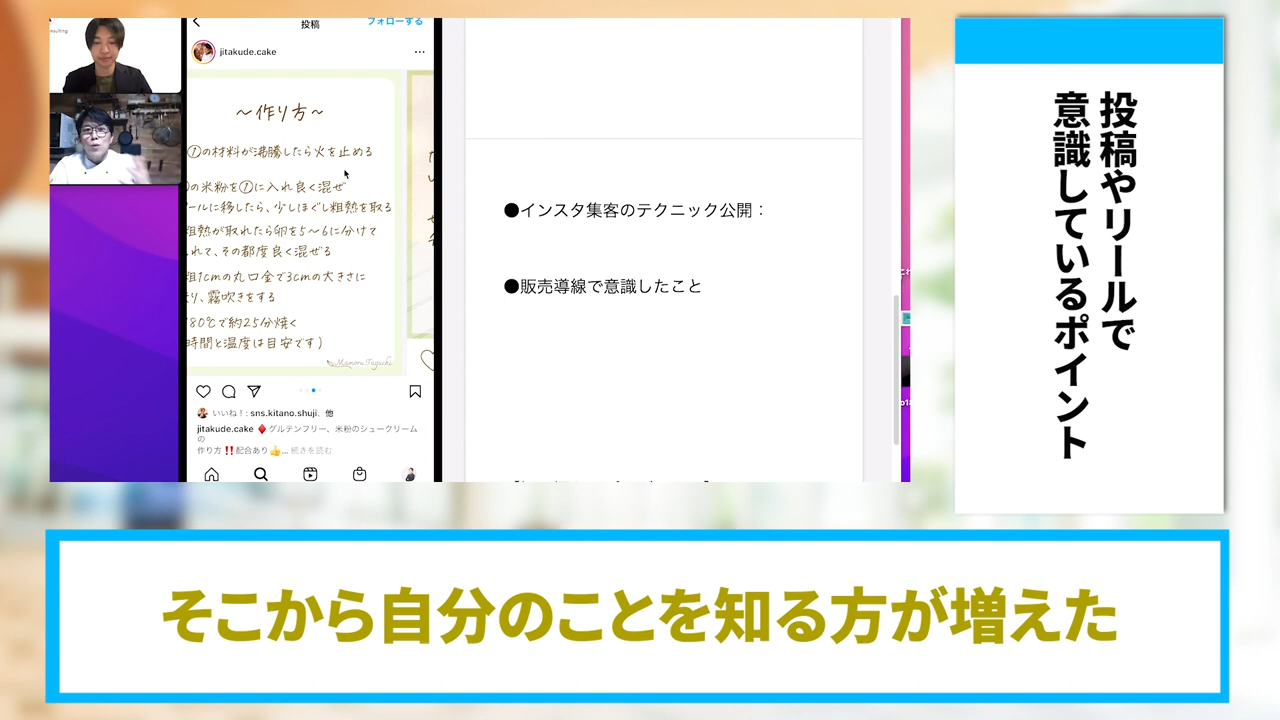 投稿
フォローする
jitakude.cake
～作り方～
①の材料が沸騰したら火を止め
の米粉を①に入れ良く混ぜ
ールに移したら、少しほぐし粗熱を取る
粗熱が取れたら卵を5～6に分けて
れて、その都度良く混ぜる
1cmの丸口金で3cmの大きさに
り、霧吹きをする
80℃で約25分焼く
時間と温度は目安です)
Mamoru Taguchi
いいね！: sns.kitano.shuji、他
jitakude.cake ♦️グルテンフリー、米粉のシュークリーム
の
作り方‼️配合あり👍... 続きを読む
●インスタ集客のテクニック公開：
●販売導線で意識したこと
投稿やリールで
意識しているポイント
そこから自分のことを知る方が増えた